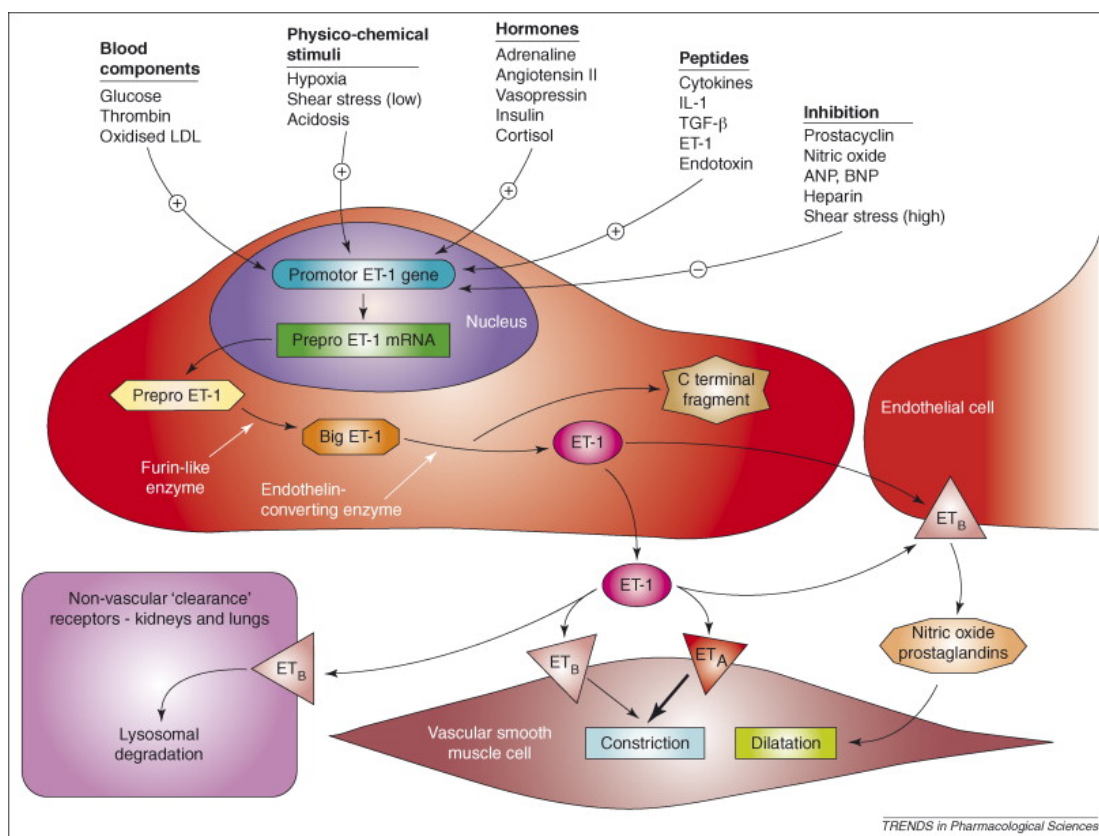 Blood
components
Glucose
Thrombin
Oxidised LDL
Physico-chemical
stimuli
Hypoxia
Shear stress (low)
Acidosis
Hormones
Adrenaline
Angiotensin II
Vasopressin
Insulin
Cortisol
Peptides
Cytokines
IL-1
TGF-β
ET-1
Endotoxin
Inhibition
Prostacyclin
Nitric oxide
ANP, BNP
Heparin
Shear stress (high)
+
+
+
+
−
Promotor ET-1 gene
Nucleus
Prepro ET-1 mRNA
Prepro ET-1
Big ET-1
ET-1
C terminal
fragment
Furin-like
enzyme
Endothelin-
converting enzyme
Endothelial cell
ET_B
ET-1
Non-vascular ‘clearance’
receptors - kidneys and lungs
ET_B
Lysosomal
degradation
ET_B
ET_A
Nitric oxide
prostaglandins
Vascular smooth
muscle cell
Constriction
Dilatation
TRENDS in Pharmacological Sciences